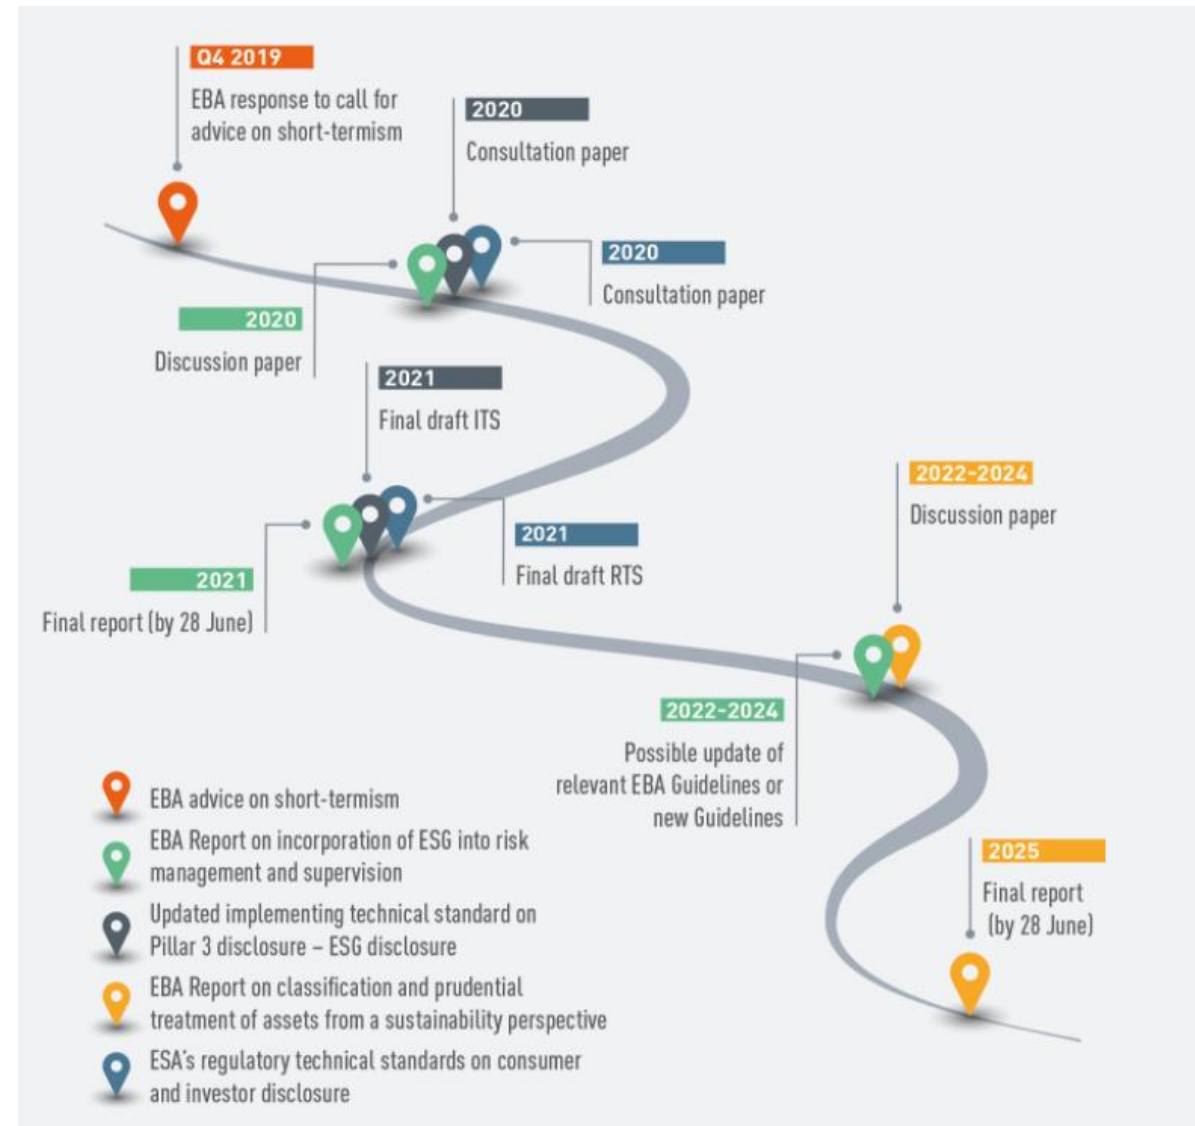 Q4 2019
EBA response to call for
advice on short-termism
2020
Consultation paper
2020
Consultation paper
2020
Discussion paper
2021
Final draft ITS
2021
Final draft RTS
2021
Final report (by 28 June)
2022-2024
Discussion paper
2022-2024
Possible update of
relevant EBA Guidelines or
new Guidelines
2025
Final report
(by 28 June)
EBA advice on short-termism
EBA Report on incorporation of ESG into risk
management and supervision
Updated implementing technical standard on
Pillar 3 disclosure – ESG disclosure
EBA Report on classification and prudential
treatment of assets from a sustainability perspective
ESA's regulatory technical standards on consumer
and investor disclosure